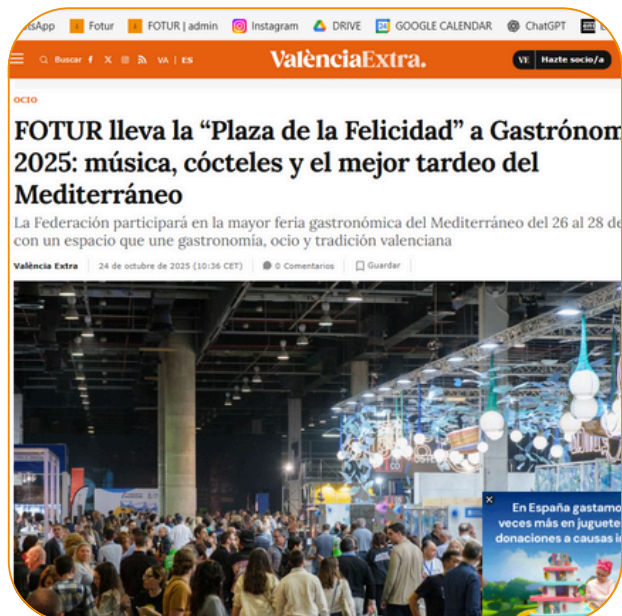 Fotur FOTUR | admin Instagram DRIVE GOOGLE CALENDAR ChatGPT
Buscar VA | ES ValènciaExtra. VE Hazte socio/a
OCIO
FOTUR lleva la “Plaza de la Felicidad” a Gastrónom
2025: música, cócteles y el mejor tardeo del
Mediterráneo
La Federación participará en la mayor feria gastronómica del Mediterráneo del 26 al 28 de
con un espacio que une gastronomía, ocio y tradición valenciana
València Extra 24 de octubre de 2025 (10:36 CET) 0 Comentarios Guardar
En España gastamo
veces más en juguete
donaciones a causas i